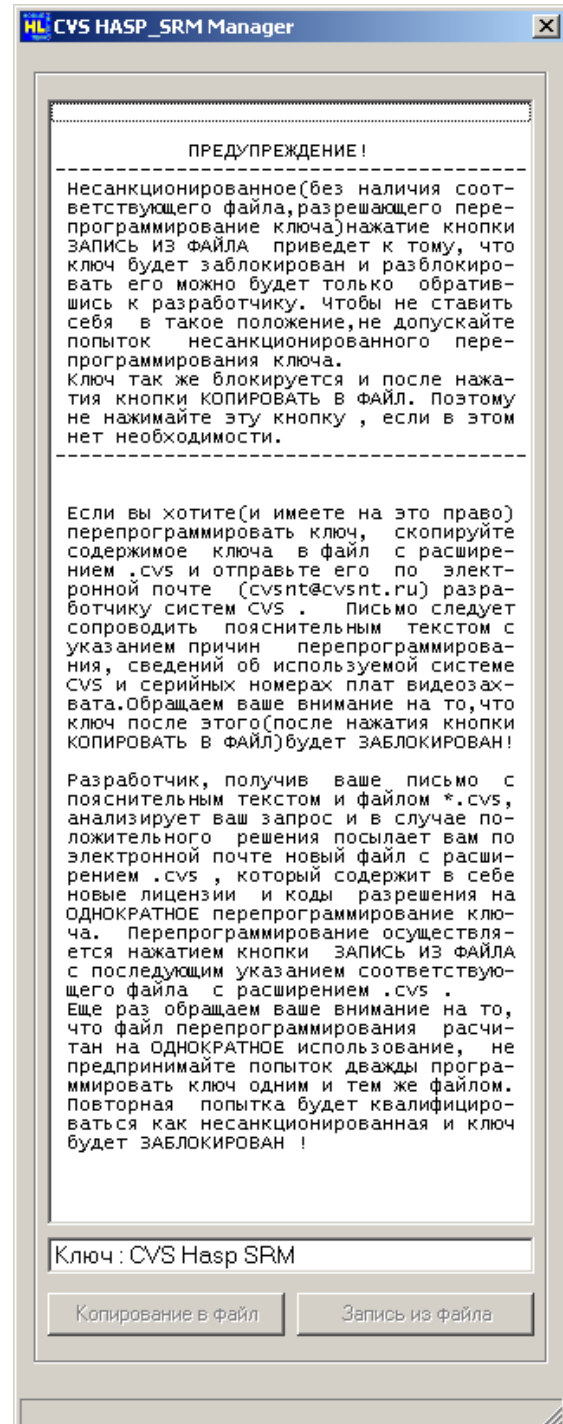 HL CVS HASP_SRM Manager
ПРЕДУПРЕЖДЕНИЕ!
---------------------------------------
Несанкционированное(без наличия соот-
ветствующего файла,разрешающего пере-
программирование ключа)нажатие кнопки
ЗАПИСЬ ИЗ ФАЙЛА приведет к тому, что
ключ будет заблокирован и разблокиро-
вать его можно будет только обратив-
шись к разработчику. Чтобы не ставить
себя в такое положение,не допускайте
попыток несанкционированного пере-
программирования ключа.
Ключ так же блокируется и после нажа-
тия кнопки КОПИРОВАТЬ В ФАЙЛ. Поэтому
не нажимайте эту кнопку , если в этом
нет необходимости.
---------------------------------------
Если вы хотите(и имеете на это право)
перепрограммировать ключ, скопируйте
содержимое ключа в файл с расшире-
нием .cvs и отправьте его по элект-
ронной почте (cvsnt@cvsnt.ru) разра-
ботчику систем CVS . Письмо следует
сопроводить пояснительным текстом с
указанием причин перепрограммирова-
ния, сведений об используемой системе
CVS и серийных номерах плат видеозах-
вата.Обращаем ваше внимание на то,что
ключ после этого(после нажатия кнопки
КОПИРОВАТЬ В ФАЙЛ)будет ЗАБЛОКИРОВАН!
Разработчик, получив ваше письмо с
пояснительным текстом и файлом *.cvs,
анализирует ваш запрос и в случае по-
ложительного решения посылает вам по
электронной почте новый файл с расши-
рением .cvs , который содержит в себе
новые лицензии и коды разрешения на
ОДНОКРАТНОЕ перепрограммирование клю-
ча. Перепрограммирование осуществля-
ется нажатием кнопки ЗАПИСЬ ИЗ ФАЙЛА
с последующим указанием соответствую-
щего файла с расширением .cvs .
Еще раз обращаем ваше внимание на то,
что файл перепрограммирования расчи-
тан на ОДНОКРАТНОЕ использование, не
предпринимайте попыток дважды програ-
ммировать ключ одним и тем же файлом.
Повторная попытка будет квалифициро-
ваться как несанкционированная и ключ
будет ЗАБЛОКИРОВАН !
Ключ : CVS Hasp SRM
Копирование в файл Запись из файла